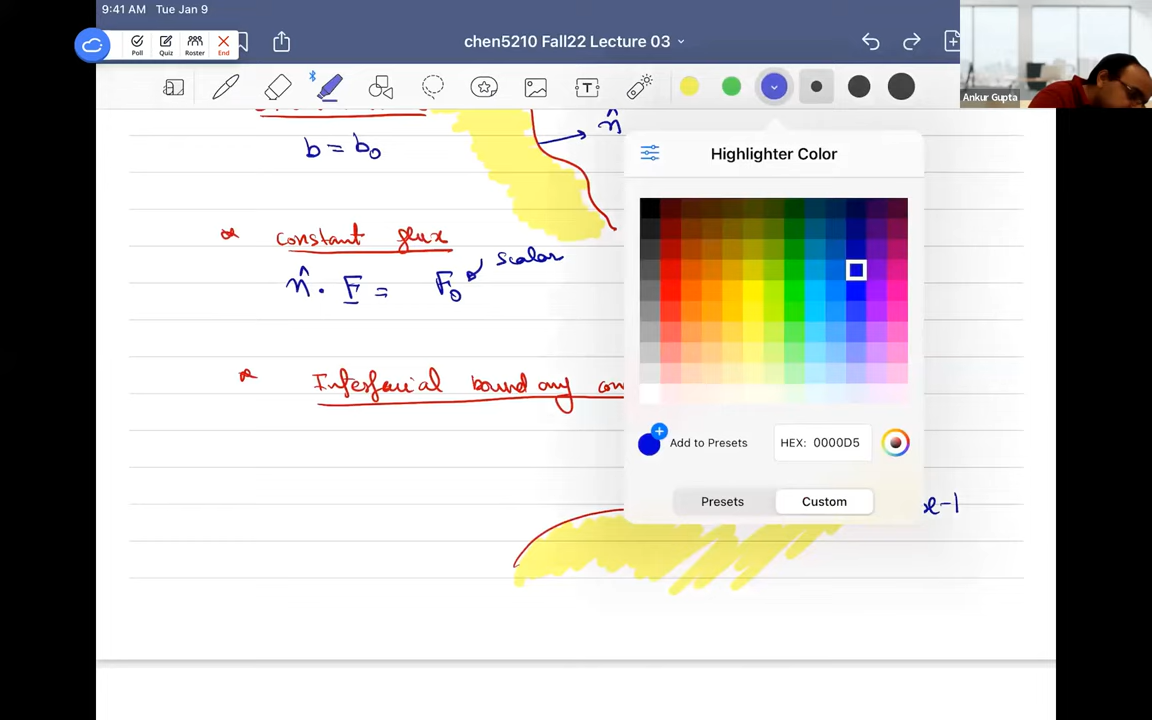 9:41 AM Tue Jan 9
Poll Quiz Roster End
chen5210 Fall22 Lecture 03
Ankur Gupta
n̂
b = b₀
Highlighter Color
constant flux
scalar
n̂ · F = F₀
Interfacial boundary con
Add to Presets
HEX: 0000D5
Presets Custom
se-1